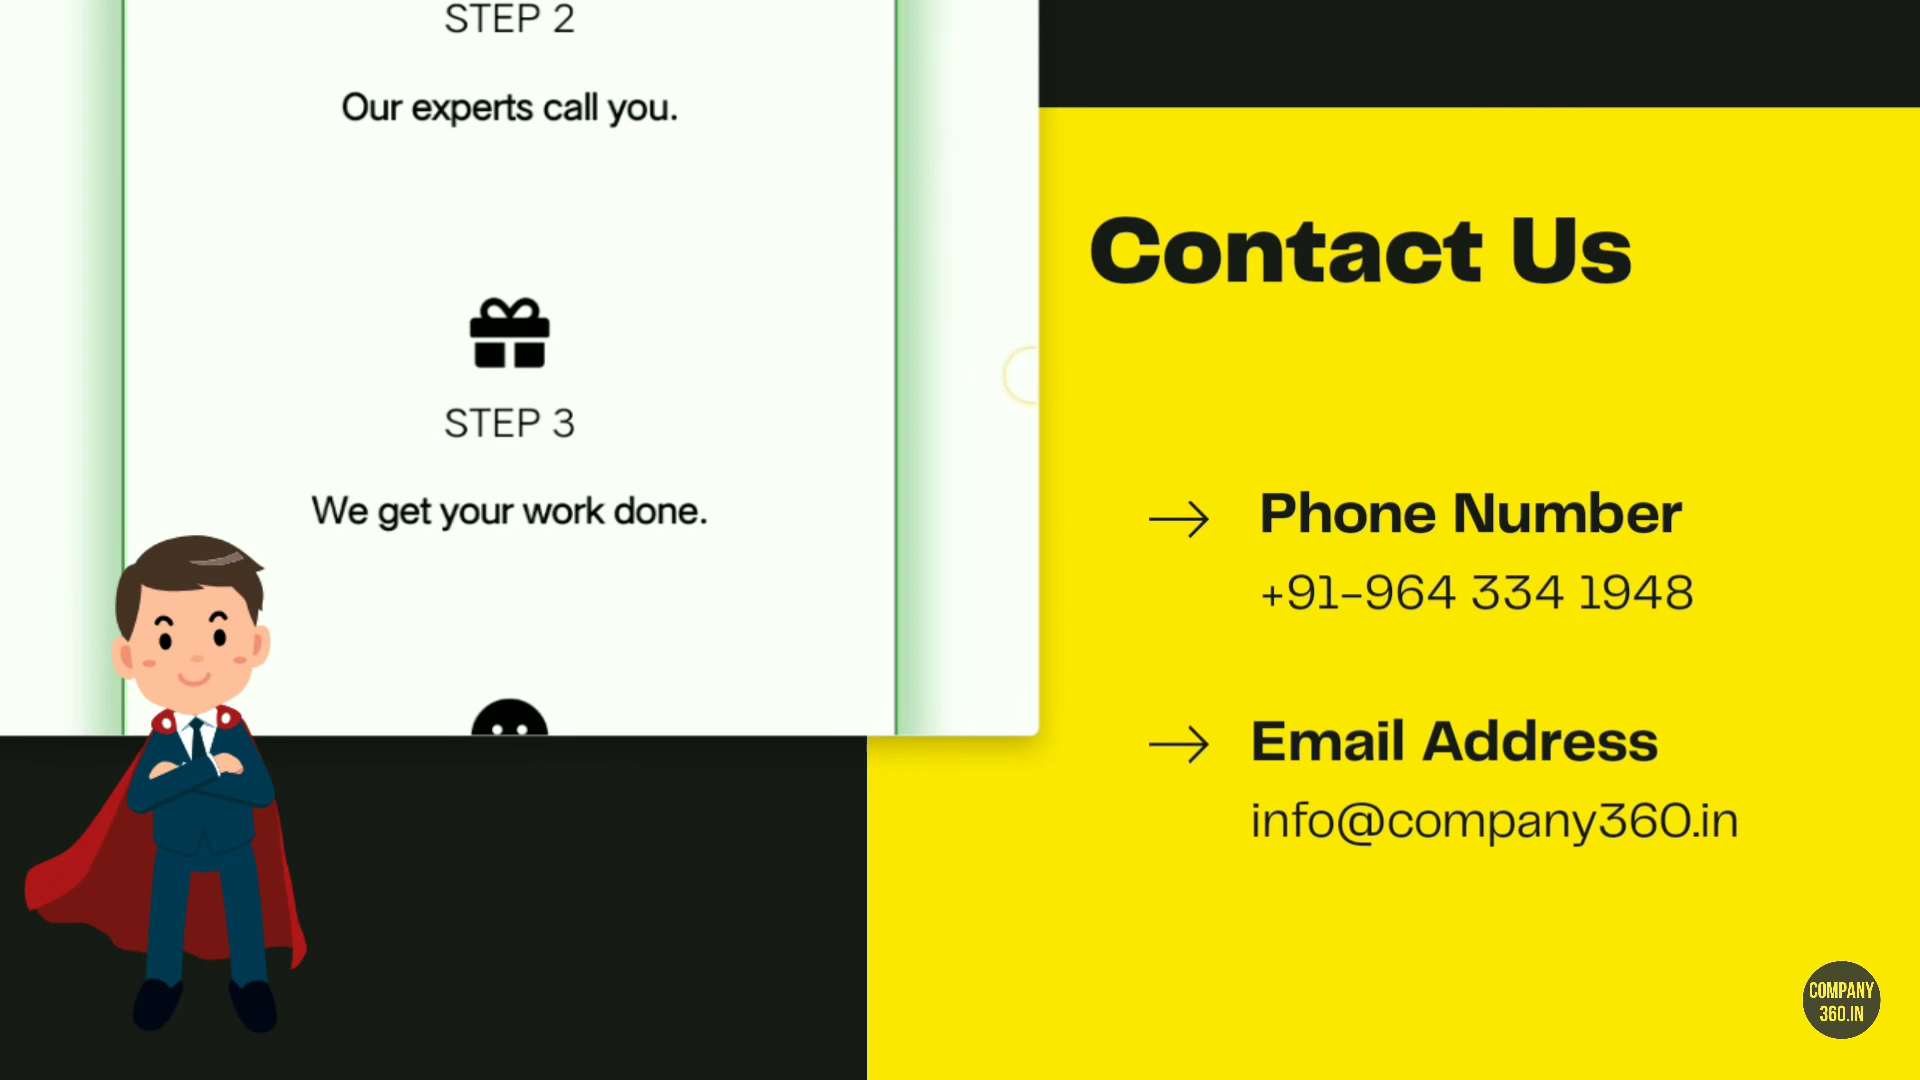 STEP 2
Our experts call you.
STEP 3
We get your work done.
Contact Us
Phone Number
+91-964 334 1948
Email Address
info@company360.in
COMPANY
360.IN